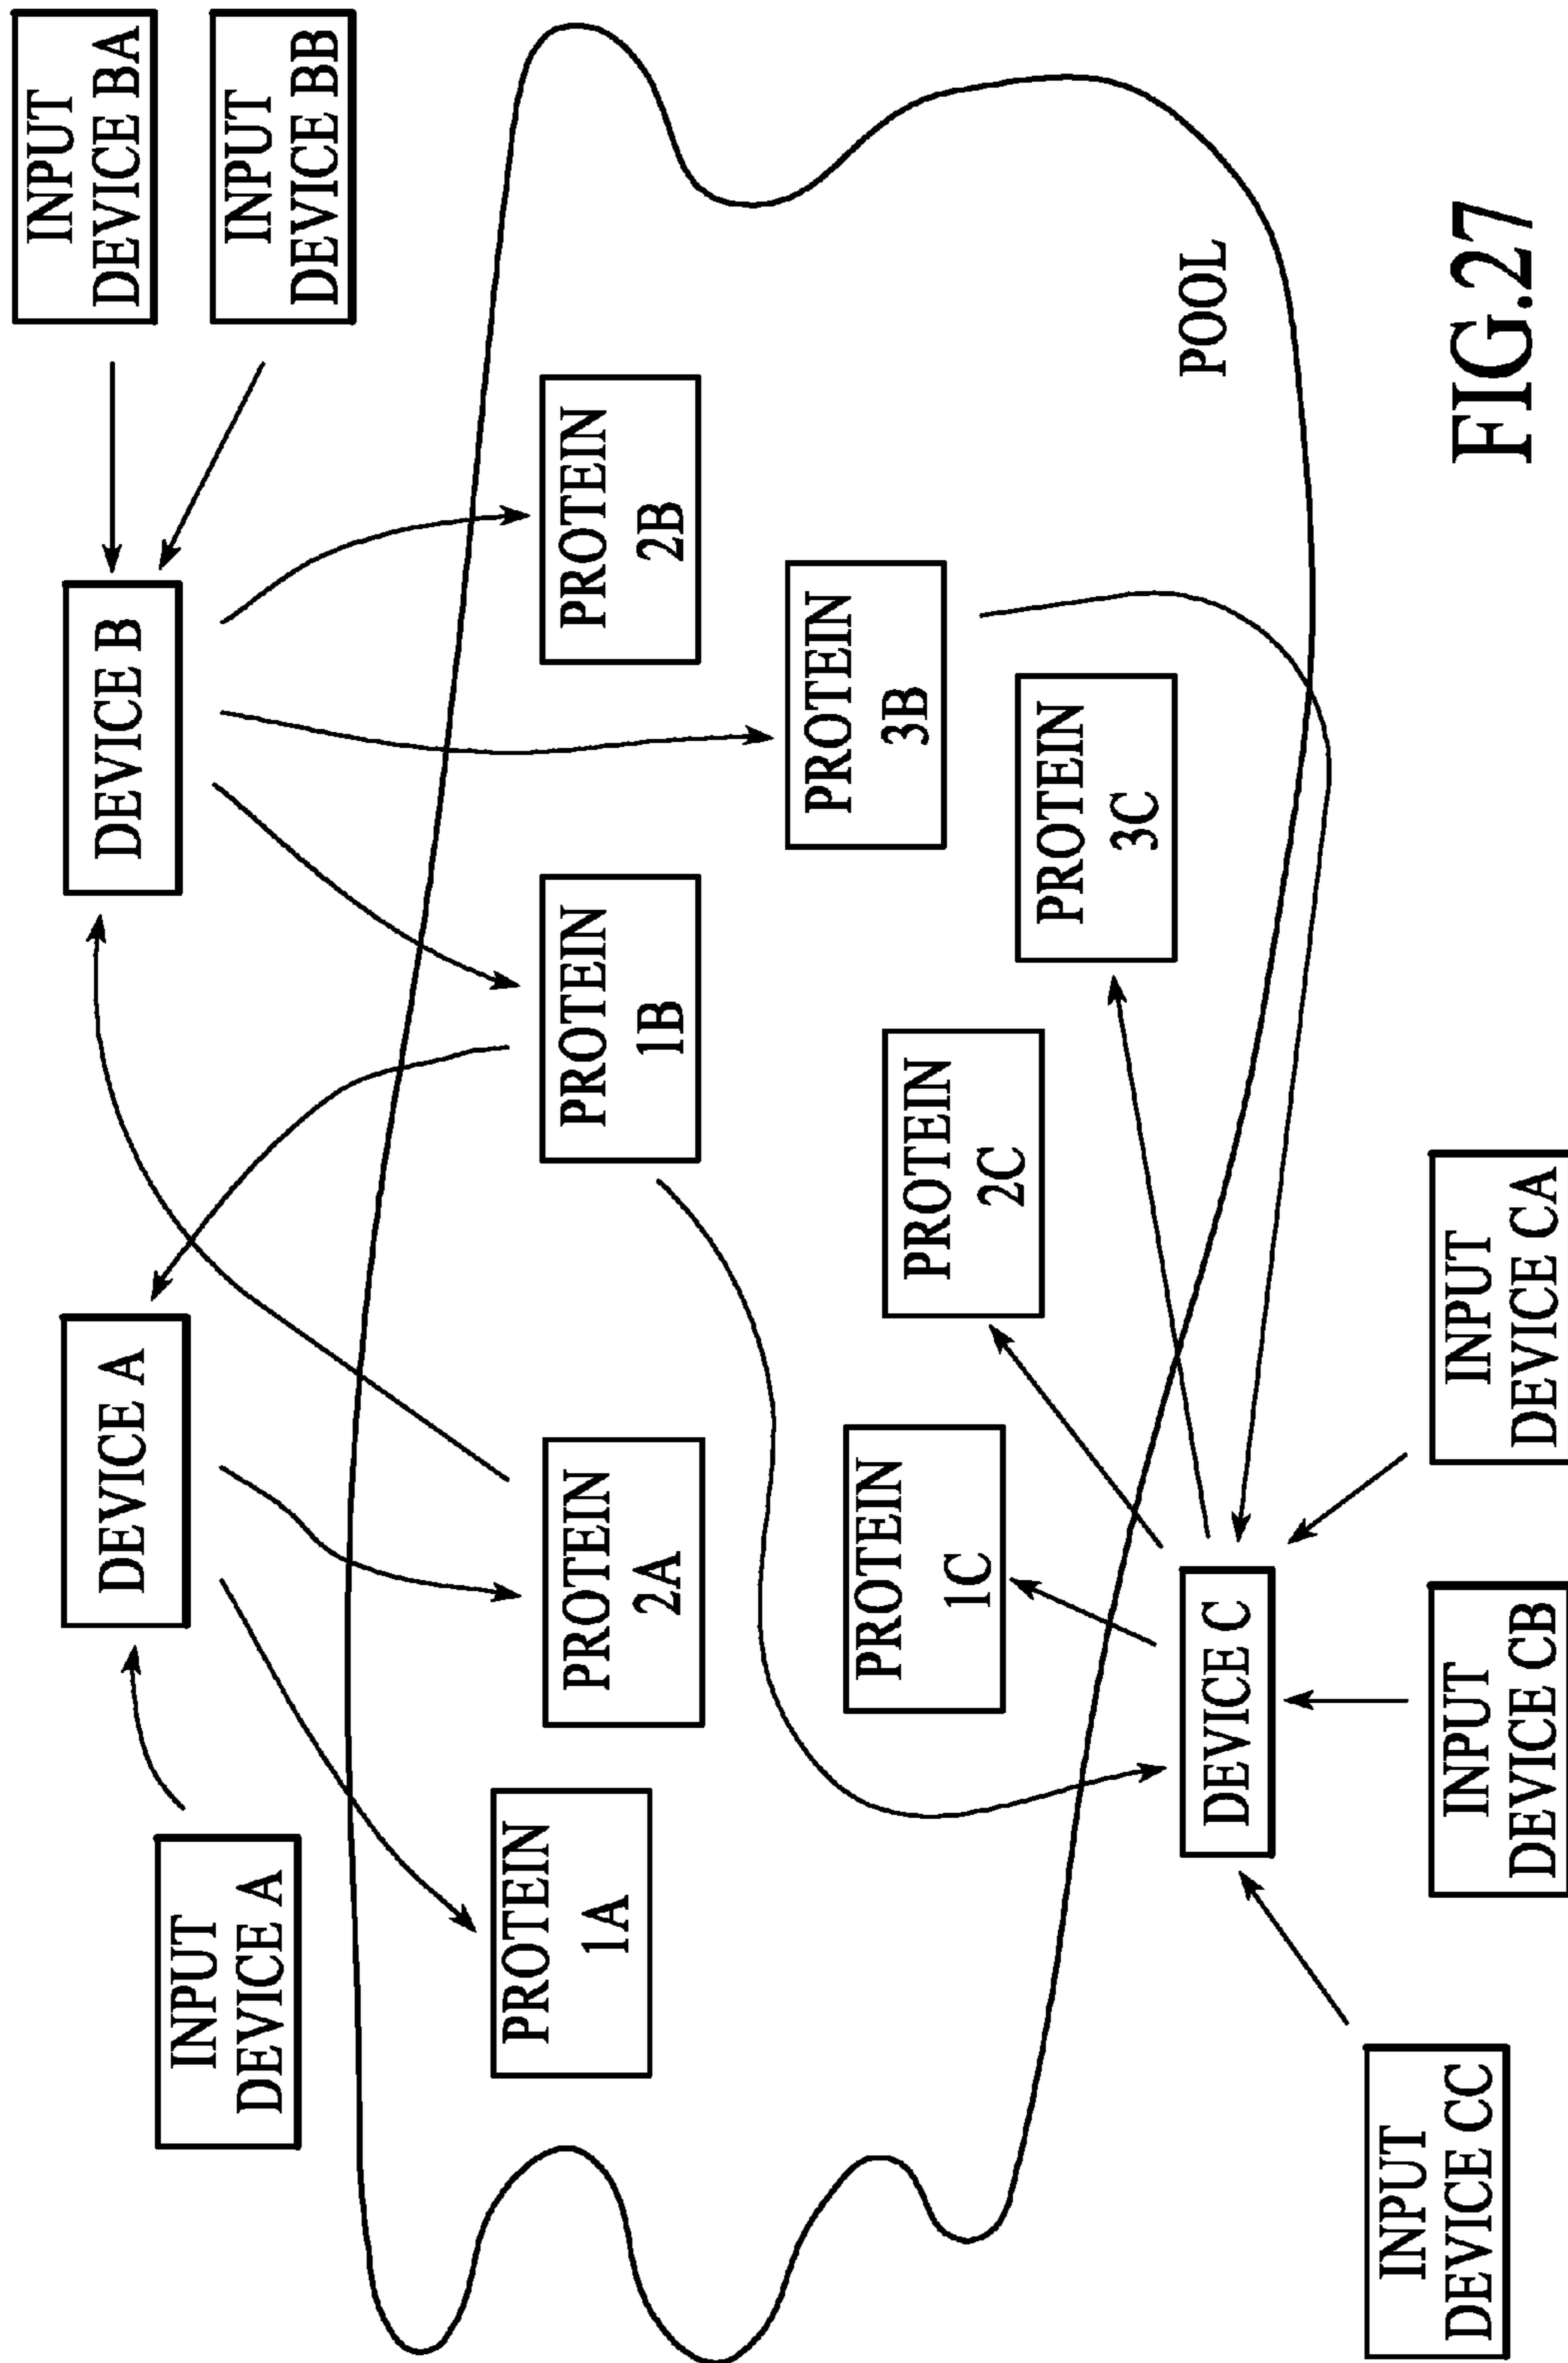 INPUT
DEVICE A
DEVICE A
DEVICE B
INPUT
DEVICE BA
INPUT
DEVICE BB
PROTEIN
1A
PROTEIN
2A
PROTEIN
1B
PROTEIN
2B
PROTEIN
3B
PROTEIN
1C
PROTEIN
2C
PROTEIN
3C
POOL
DEVICE C
INPUT
DEVICE CC
INPUT
DEVICE CB
INPUT
DEVICE CA
FIG.27